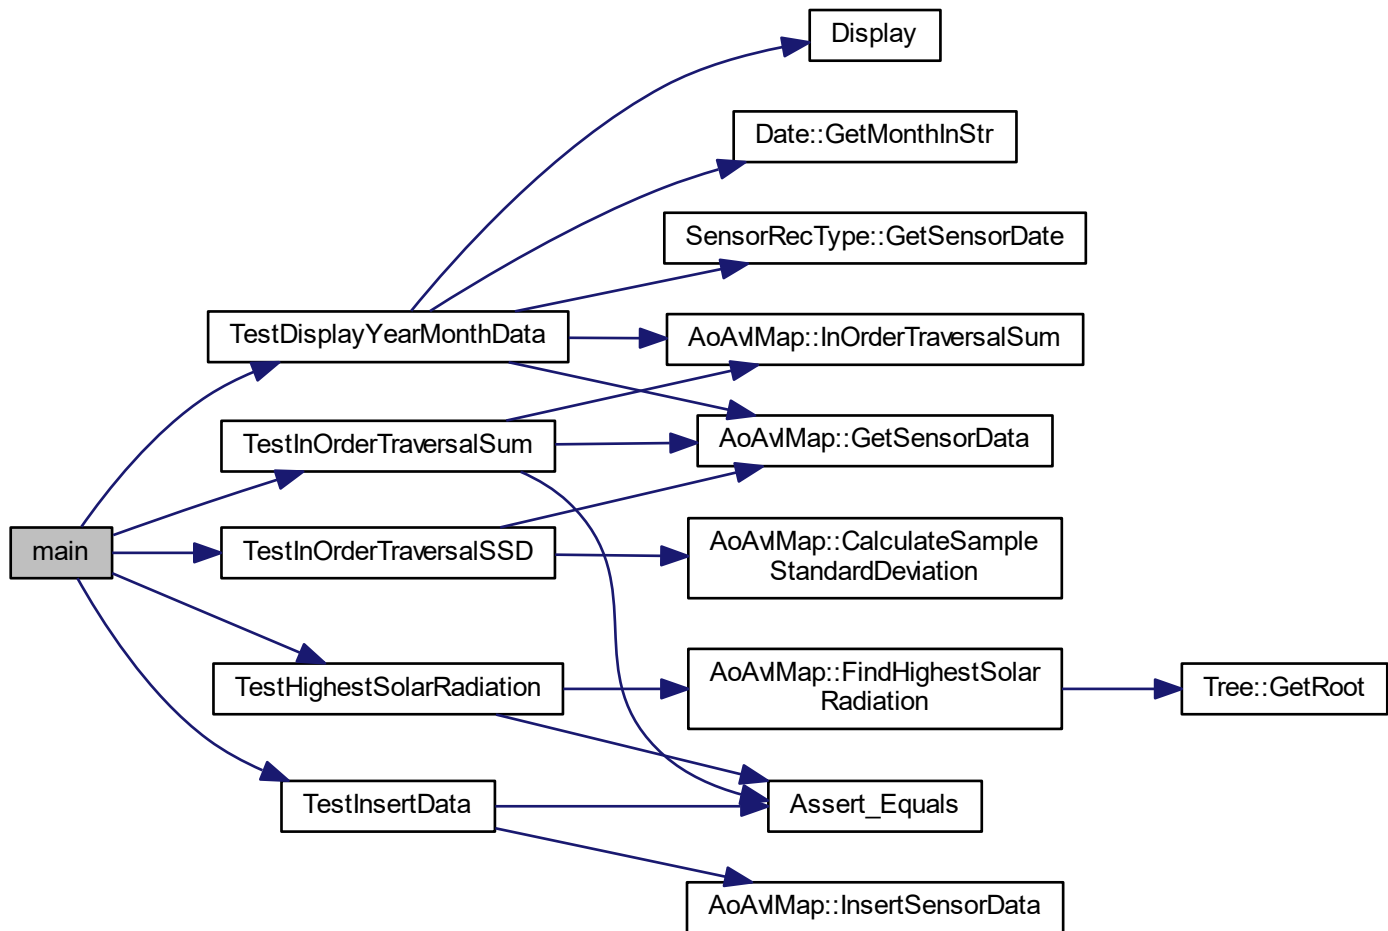 Display
Date::GetMonthInStr
SensorRecType::GetSensorDate
TestDisplayYearMonthData
AoAvlMap::InOrderTraversalSum
TestInOrderTraversalSum
AoAvlMap::GetSensorData
main
TestInOrderTraversalSSD
AoAvlMap::CalculateSample
StandardDeviation
TestHighestSolarRadiation
AoAvlMap::FindHighestSolar
Radiation
Tree::GetRoot
TestInsertData
Assert_Equals
AoAvlMap::InsertSensorData